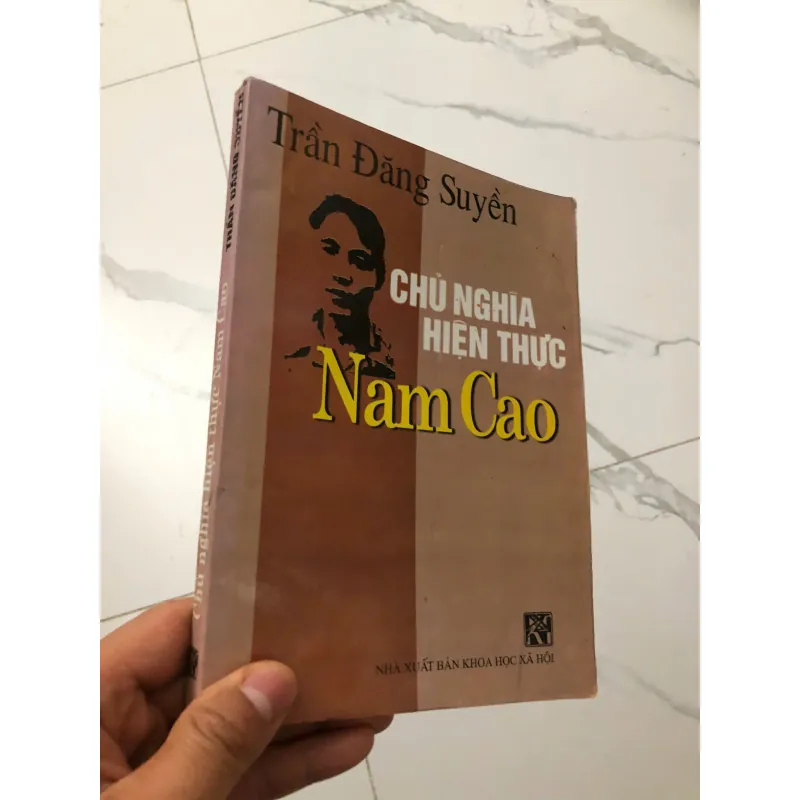 Trần Đăng Suyền
CHỦ NGHĨA
HIỆN THỰC
Nam Cao
NHÀ XUẤT BẢN KHOA HỌC XÃ HỘI
TRẦN ĐĂNG SUYỀN
Chủ nghĩa hiện thực Nam Cao